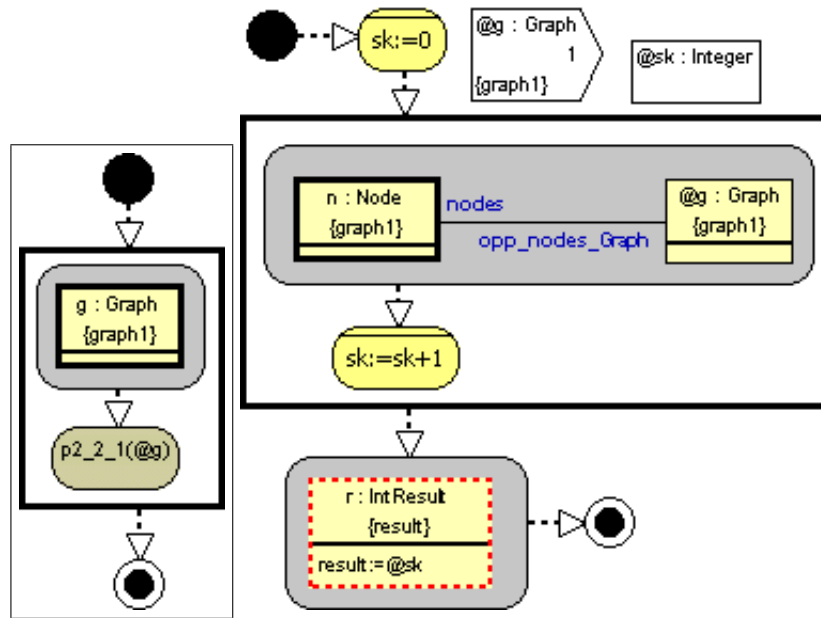 sk:=0
@g : Graph
1
{graph1}
@sk : Integer
n : Node
{graph1}
nodes
opp_nodes_Graph
@g : Graph
{graph1}
sk:=sk+1
r : IntResult
{result}
result:=@sk
g : Graph
{graph1}
p2_2_1(@g)